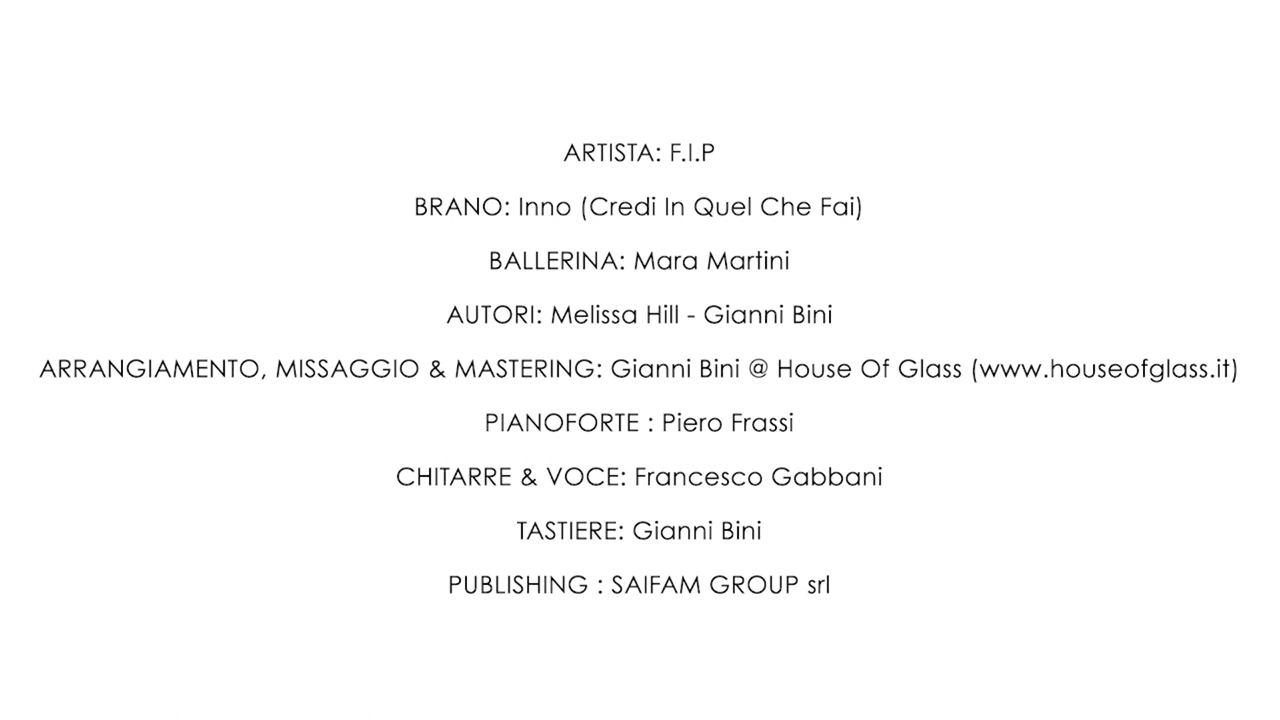 ARTISTA: F.I.P
BRANO: Inno (Credi In Quel Che Fai)
BALLERINA: Mara Martini
AUTORI: Melissa Hill - Gianni Bini
ARRANGIAMENTO, MISSAGGIO & MASTERING: Gianni Bini @ House Of Glass (www.houseofglass.it)
PIANOFORTE : Piero Frassi
CHITARRE & VOCE: Francesco Gabbani
TASTIERE: Gianni Bini
PUBLISHING : SAIFAM GROUP srl